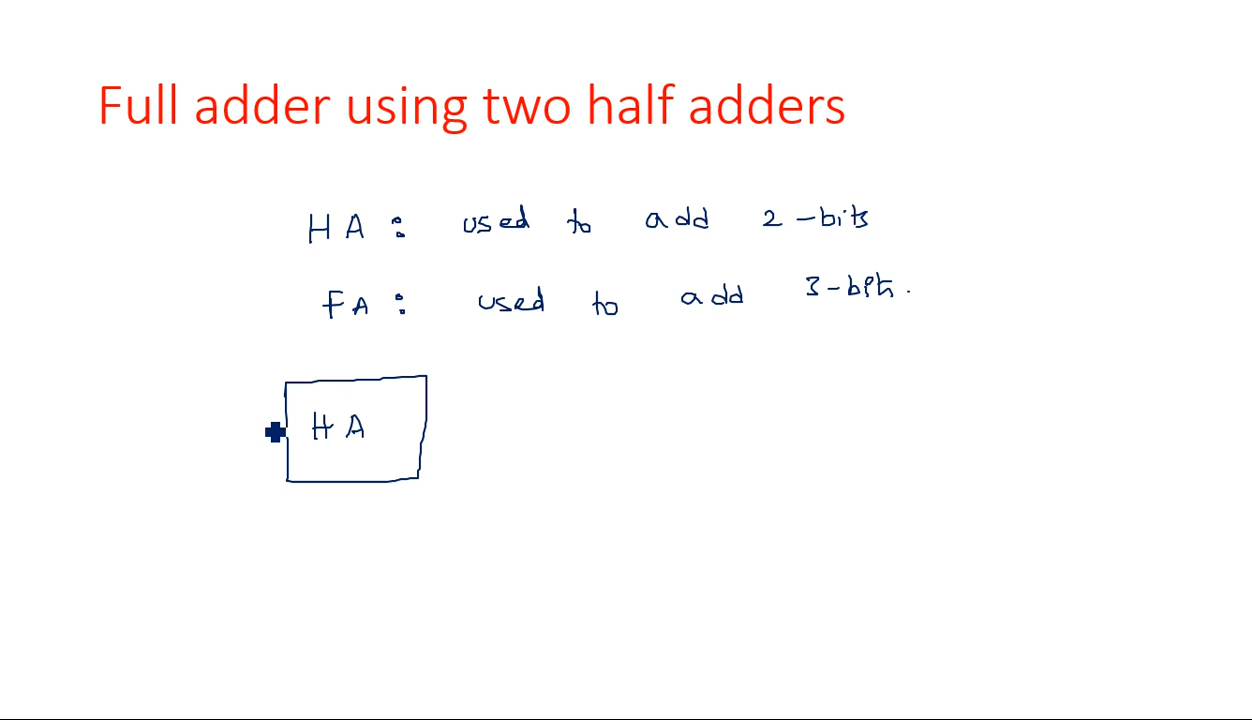 Full adder using two half adders
HA : used to add 2-bits
FA : used to add 3-bits.
HA